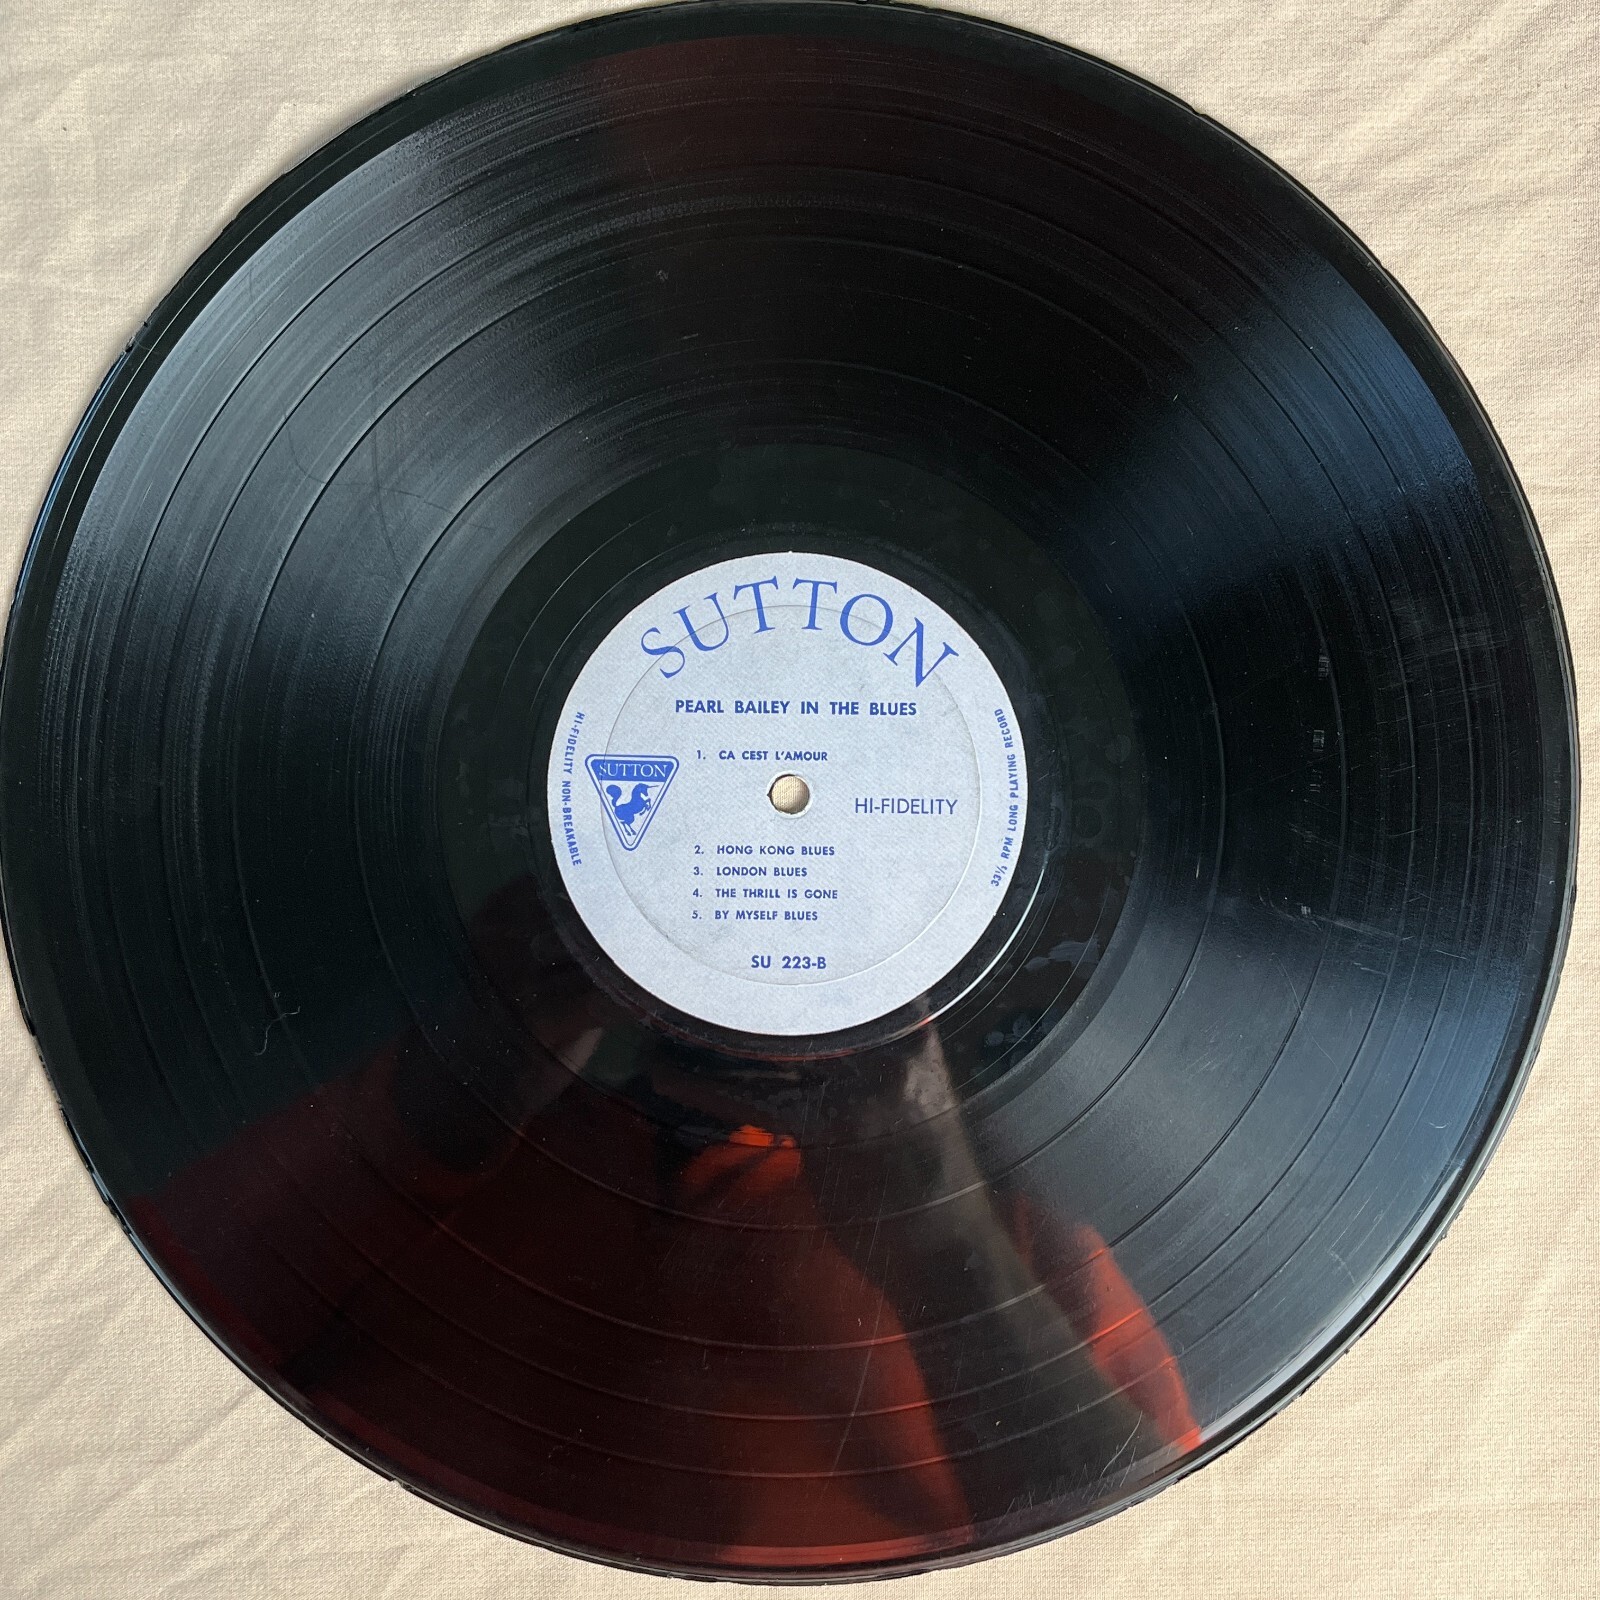 SUTTON
PEARL BAILEY IN THE BLUES
1. CA CEST L'AMOUR
SUTTON
HI-FIDELITY
HI-FIDELITY NON-BREAKABLE
33⅓ RPM LONG PLAYING RECORD
2. HONG KONG BLUES
3. LONDON BLUES
4. THE THRILL IS GONE
5. BY MYSELF BLUES
SU 223-B